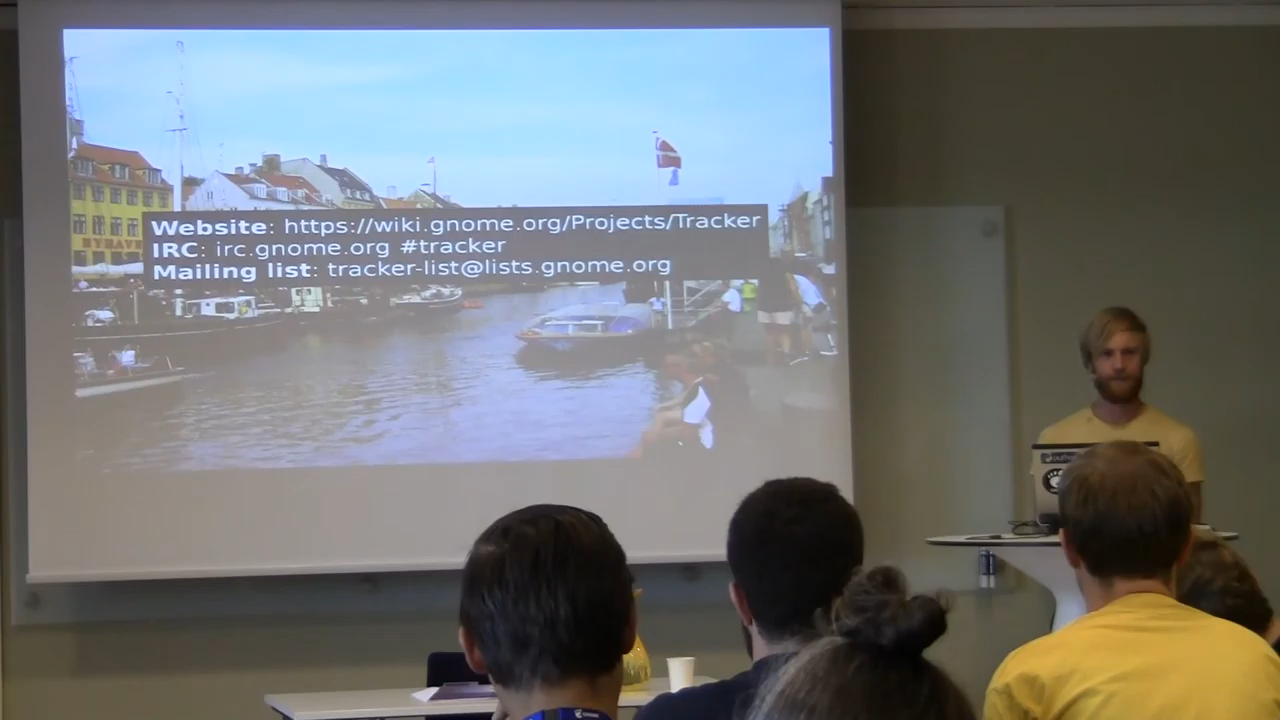 Website: https://wiki.gnome.org/Projects/Tracker
IRC: irc.gnome.org #tracker
Mailing list: tracker-list@lists.gnome.org
NYHAVN